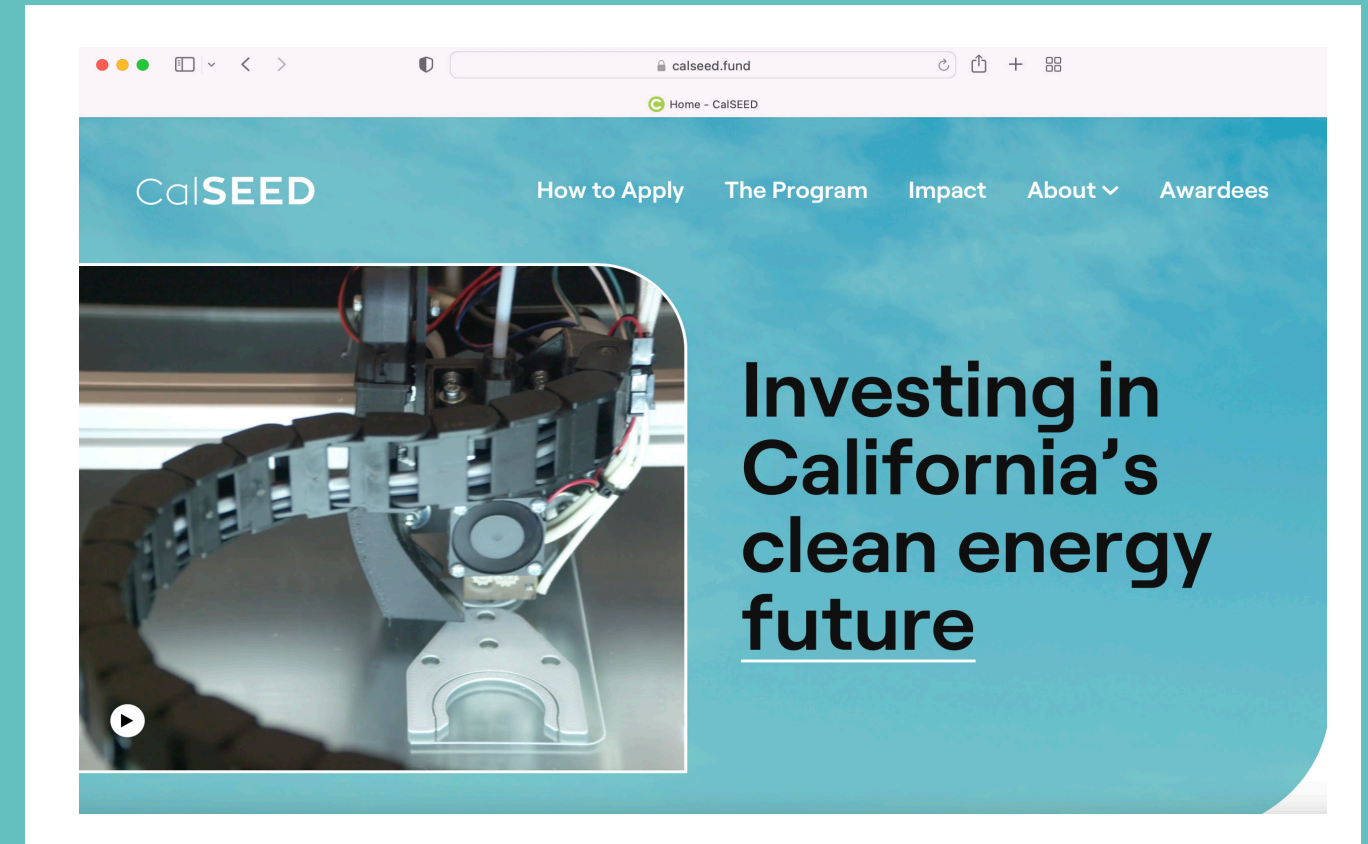 calseed.fund
Home - CalSEED
CalSEED
How to Apply The Program Impact About Awardees
Investing in
California’s
clean energy
future